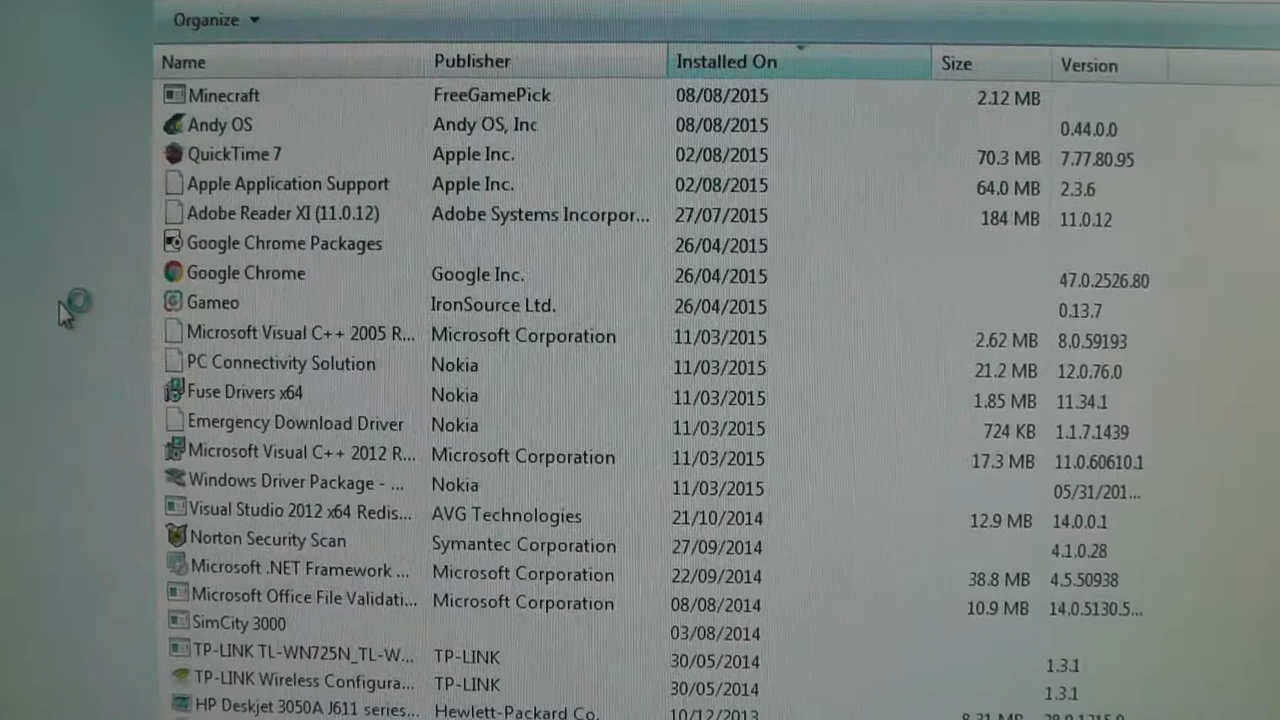 Organize
Name Publisher Installed On Size Version
Minecraft FreeGamePick 08/08/2015 2.12 MB
Andy OS Andy OS, Inc 08/08/2015 0.44.0.0
QuickTime 7 Apple Inc. 02/08/2015 70.3 MB 7.77.80.95
Apple Application Support Apple Inc. 02/08/2015 64.0 MB 2.3.6
Adobe Reader XI (11.0.12) Adobe Systems Incorpor... 27/07/2015 184 MB 11.0.12
Google Chrome Packages 26/04/2015
Google Chrome Google Inc. 26/04/2015 47.0.2526.80
Gameo IronSource Ltd. 26/04/2015 0.13.7
Microsoft Visual C++ 2005 R... Microsoft Corporation 11/03/2015 2.62 MB 8.0.59193
PC Connectivity Solution Nokia 11/03/2015 21.2 MB 12.0.76.0
Fuse Drivers x64 Nokia 11/03/2015 1.85 MB 11.34.1
Emergency Download Driver Nokia 11/03/2015 724 KB 1.1.7.1439
Microsoft Visual C++ 2012 R... Microsoft Corporation 11/03/2015 17.3 MB 11.0.60610.1
Windows Driver Package - ... Nokia 11/03/2015 05/31/201...
Visual Studio 2012 x64 Redis... AVG Technologies 21/10/2014 12.9 MB 14.0.0.1
Norton Security Scan Symantec Corporation 27/09/2014 4.1.0.28
Microsoft .NET Framework ... Microsoft Corporation 22/09/2014 38.8 MB 4.5.50938
Microsoft Office File Validati... Microsoft Corporation 08/08/2014 10.9 MB 14.0.5130.5...
SimCity 3000 03/08/2014
TP-LINK TL-WN725N_TL-W... TP-LINK 30/05/2014 1.3.1
TP-LINK Wireless Configura... TP-LINK 30/05/2014 1.3.1
HP Deskjet 3050A J611 series... Hewlett-Packard Co. 10/12/2013